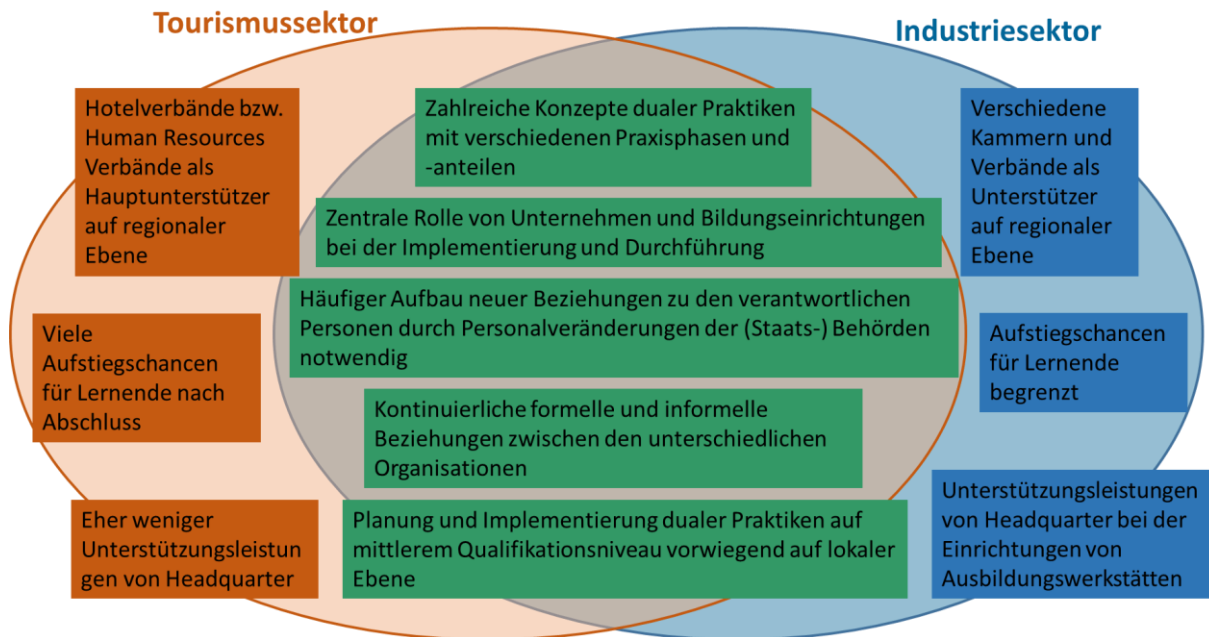 Tourismussektor
Industriesektor
Hotelverbände bzw.
Human Resources
Verbände als
Hauptunterstützer
auf regionaler
Ebene
Zahlreiche Konzepte dualer Praktiken
mit verschiedenen Praxisphasen und
-anteilen
Verschiedene
Kammern und
Verbände als
Unterstützer
auf regionaler
Ebene
Zentrale Rolle von Unternehmen und Bildungseinrichtungen
bei der Implementierung und Durchführung
Häufiger Aufbau neuer Beziehungen zu den verantwortlichen
Personen durch Personalveränderungen der (Staats-) Behörden
notwendig
Viele
Aufstiegschancen
für Lernende nach
Abschluss
Aufstiegschancen
für Lernende
begrenzt
Kontinuierliche formelle und informelle
Beziehungen zwischen den unterschiedlichen
Organisationen
Eher weniger
Unterstützungsleistun
gen von Headquarter
Planung und Implementierung dualer Praktiken auf
mittlerem Qualifikationsniveau vorwiegend auf lokaler
Ebene
Unterstützungsleistungen
von Headquarter bei der
Einrichtungen von
Ausbildungswerkstätten